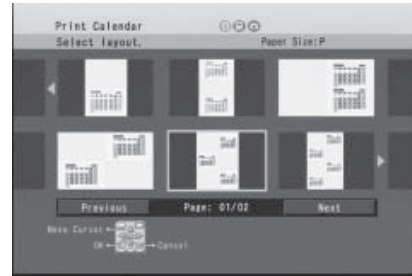 Print Calendar
Select layout.
Paper Size:P
Previous
Page: 01/02
Next
Move Cursor
OK
Cancel